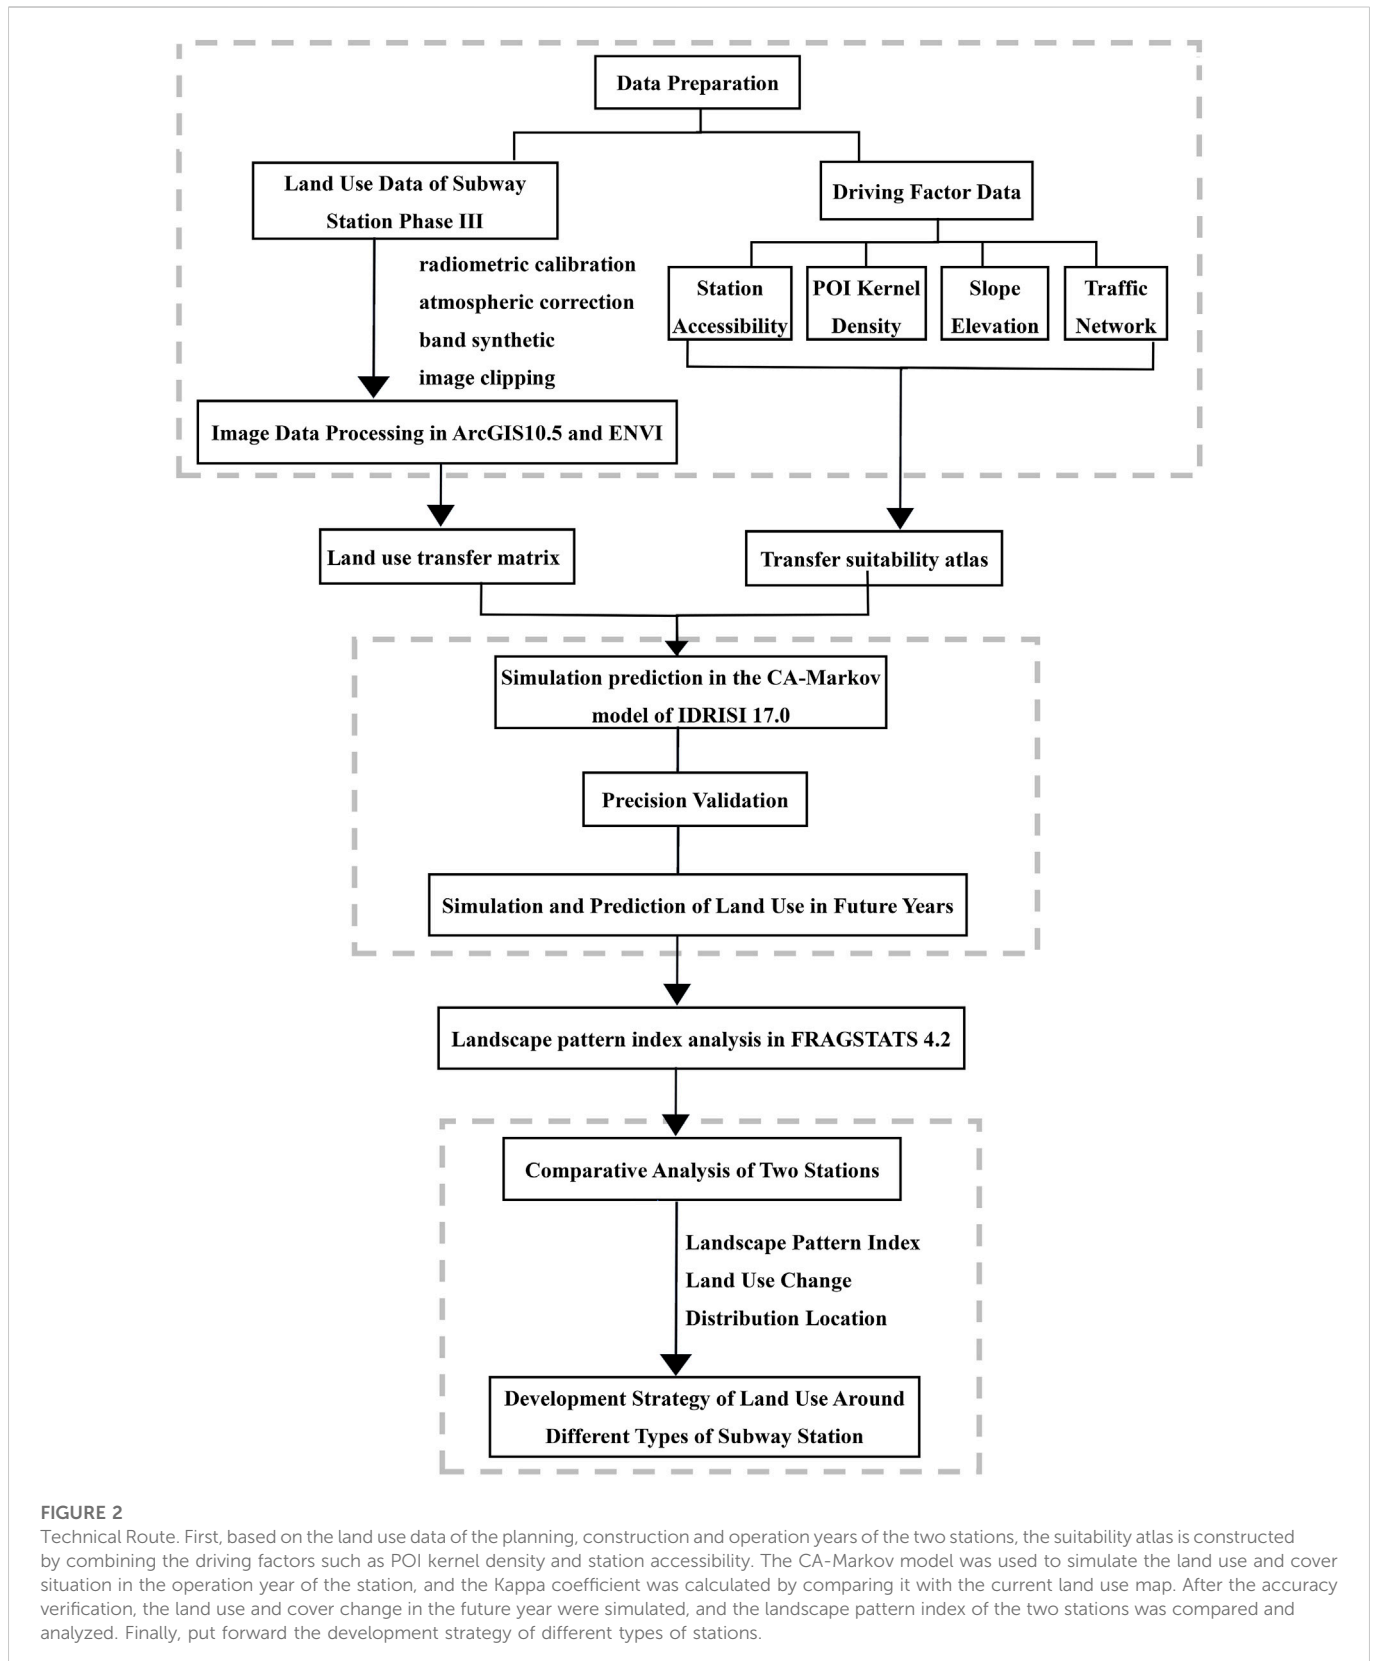 Data Preparation
Land Use Data of Subway
Station Phase III
Driving Factor Data
radiometric calibration
atmospheric correction
band synthetic
image clipping
Station
Accessibility
POI Kernel
Density
Slope
Elevation
Traffic
Network
Image Data Processing in ArcGIS10.5 and ENVI
Land use transfer matrix
Transfer suitability atlas
Simulation prediction in the CA-Markov
model of IDRISI 17.0
Precision Validation
Simulation and Prediction of Land Use in Future Years
Landscape pattern index analysis in FRAGSTATS 4.2
Comparative Analysis of Two Stations
Landscape Pattern Index
Land Use Change
Distribution Location
Development Strategy of Land Use Around
Different Types of Subway Station
FIGURE 2
Technical Route. First, based on the land use data of the planning, construction and operation years of the two stations, the suitability atlas is constructed
by combining the driving factors such as POI kernel density and station accessibility. The CA-Markov model was used to simulate the land use and cover
situation in the operation year of the station, and the Kappa coefficient was calculated by comparing it with the current land use map. After the accuracy
verification, the land use and cover change in the future year were simulated, and the landscape pattern index of the two stations was compared and
analyzed. Finally, put forward the development strategy of different types of stations.